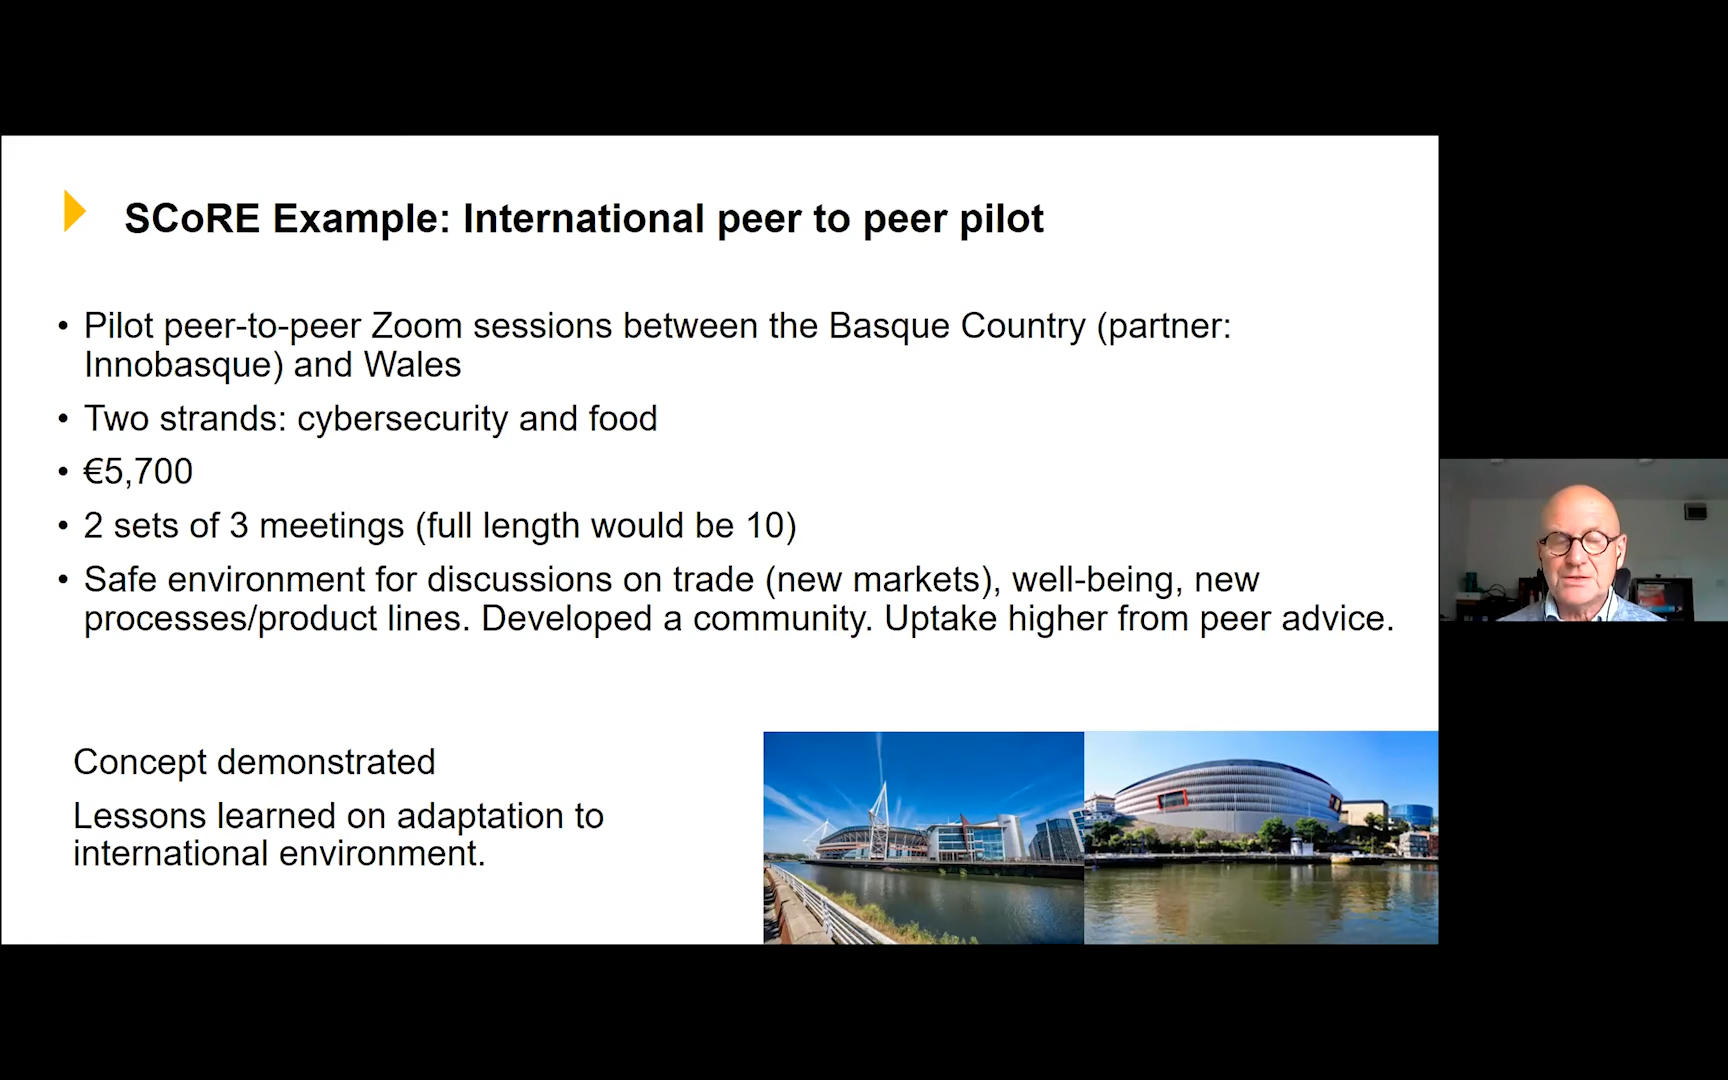 SCoRE Example: International peer to peer pilot
• Pilot peer-to-peer Zoom sessions between the Basque Country (partner:
Innobasque) and Wales
• Two strands: cybersecurity and food
• €5,700
• 2 sets of 3 meetings (full length would be 10)
• Safe environment for discussions on trade (new markets), well-being, new
processes/product lines. Developed a community. Uptake higher from peer advice.
Concept demonstrated
Lessons learned on adaptation to
international environment.